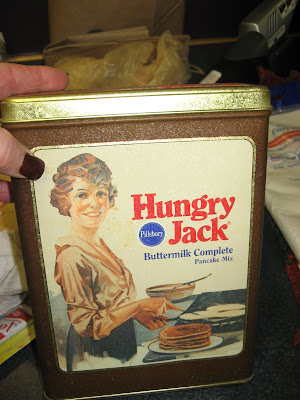 Hungry
Pillsbury
Jack®
Buttermilk Complete
Pancake Mix